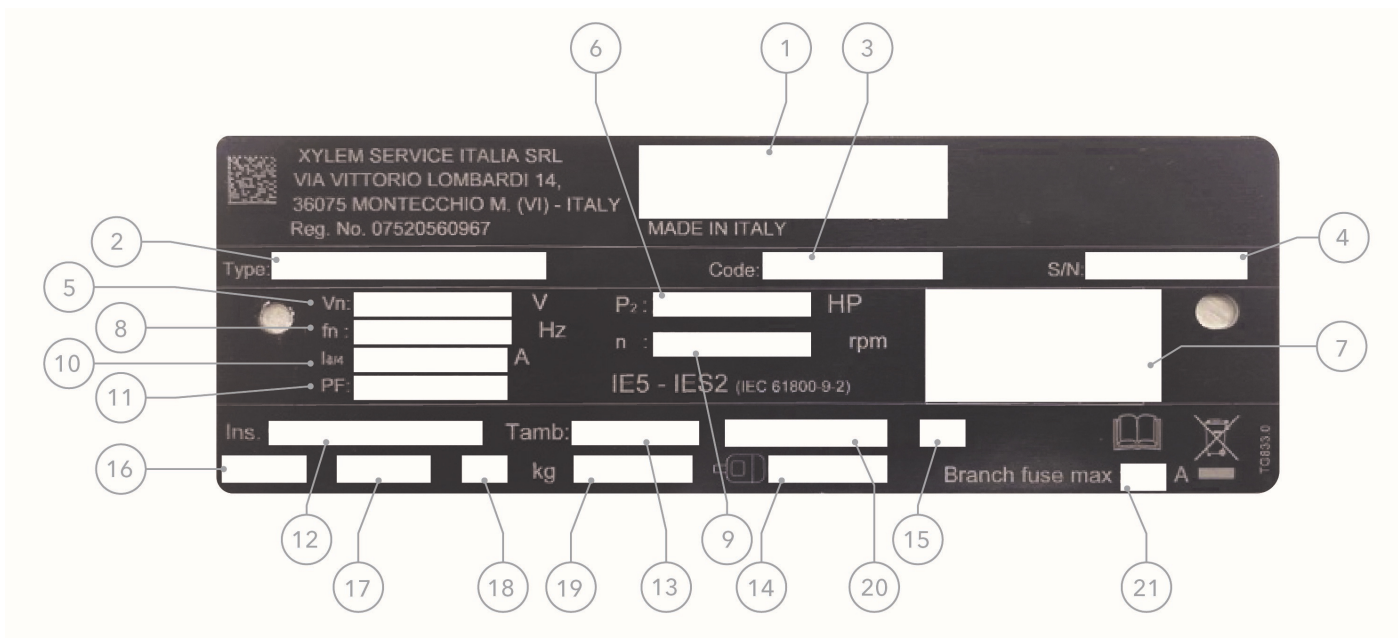 6 1 3
XYLEM SERVICE ITALIA SRL
VIA VITTORIO LOMBARDI 14,
36075 MONTECCHIO M. (VI) - ITALY
Reg. No. 07520560967 MADE IN ITALY
2 4
Type: Code: S/N:
5 Vn: V P2 : HP
8 fn : Hz n : rpm 7
10 I4/4 A
11 PF: IE5 - IES2 (IEC 61800-9-2)
Ins. Tamb: TG833.0
16 kg Branch fuse max A
12 9 15
17 18 19 13 14 20 21